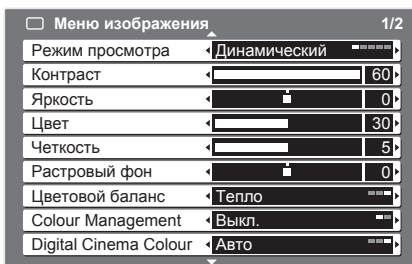 Меню изображения 1/2
Режим просмотра Динамический
Контраст 60
Яркость 0
Цвет 30
Четкость 5
Растровый фон 0
Цветовой баланс Тепло
Colour Management Выкл.
Digital Cinema Colour Авто